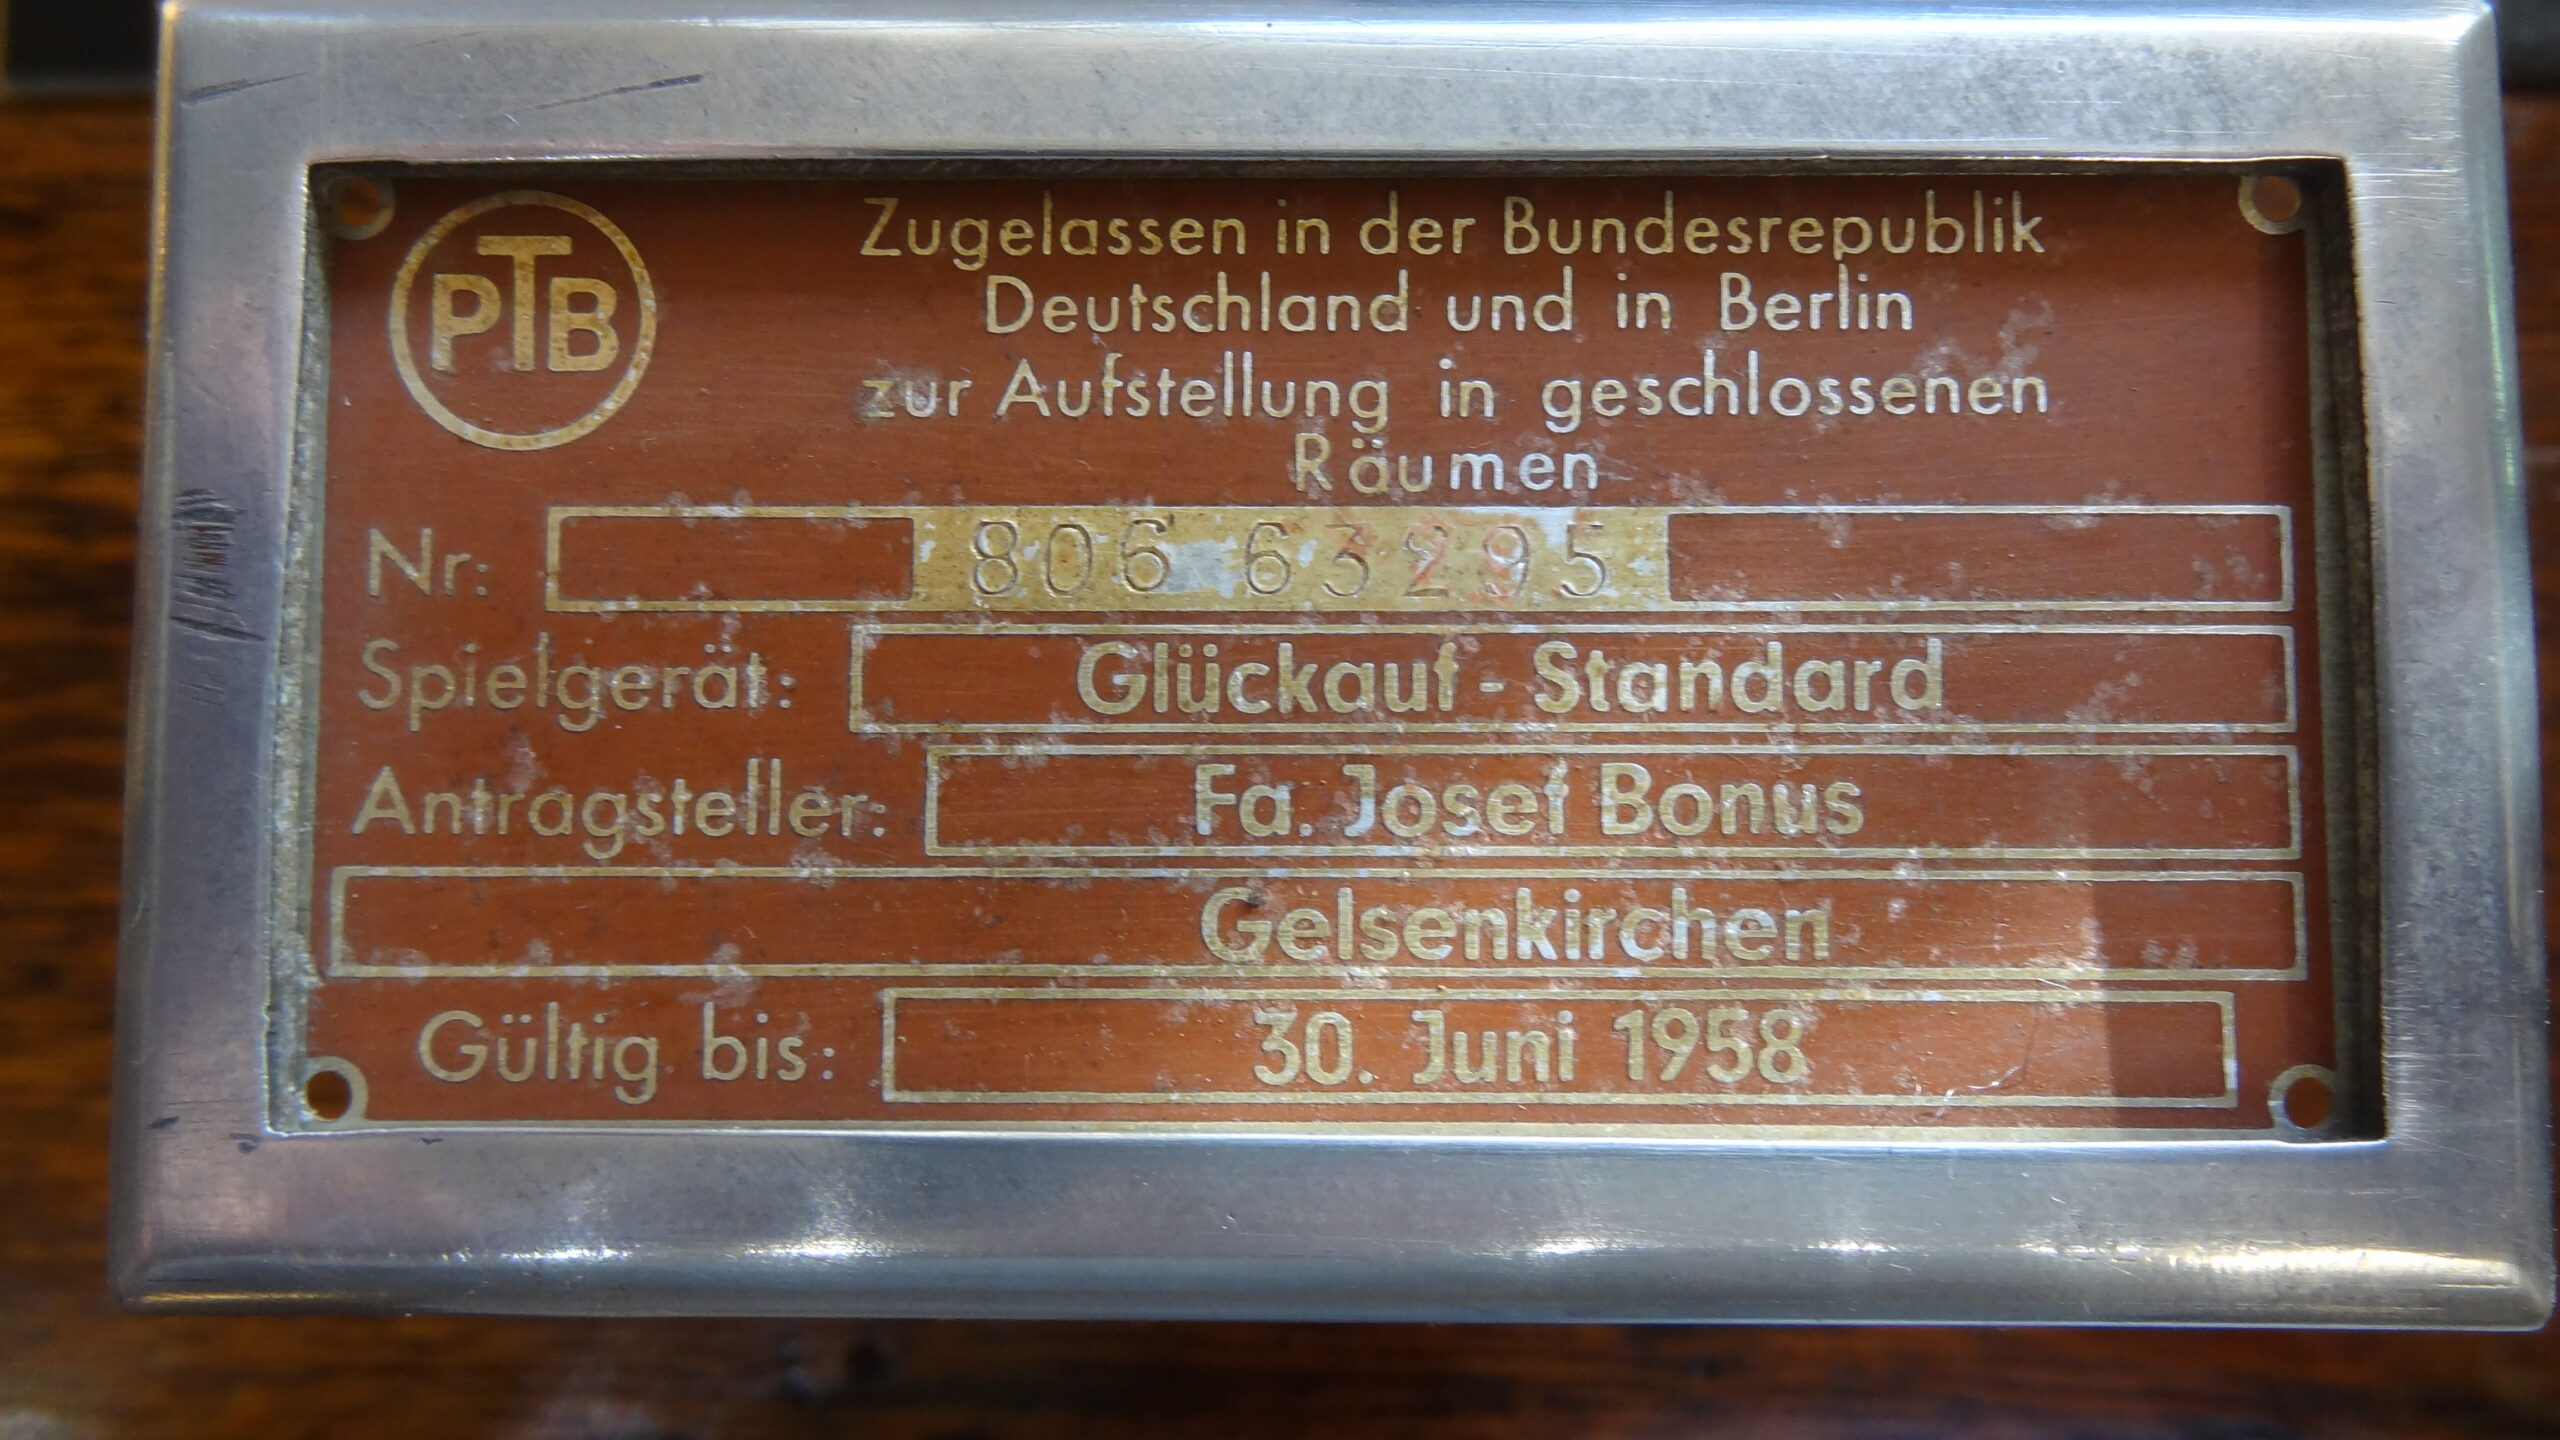 PTB
Zugelassen in der Bundesrepublik
Deutschland und in Berlin
zur Aufstellung in geschlossenen
Räumen
Nr: 806 63295
Spielgerät: Glückauf - Standard
Antragsteller: Fa. Josef Bonus
Gelsenkirchen
Gültig bis: 30. Juni 1958